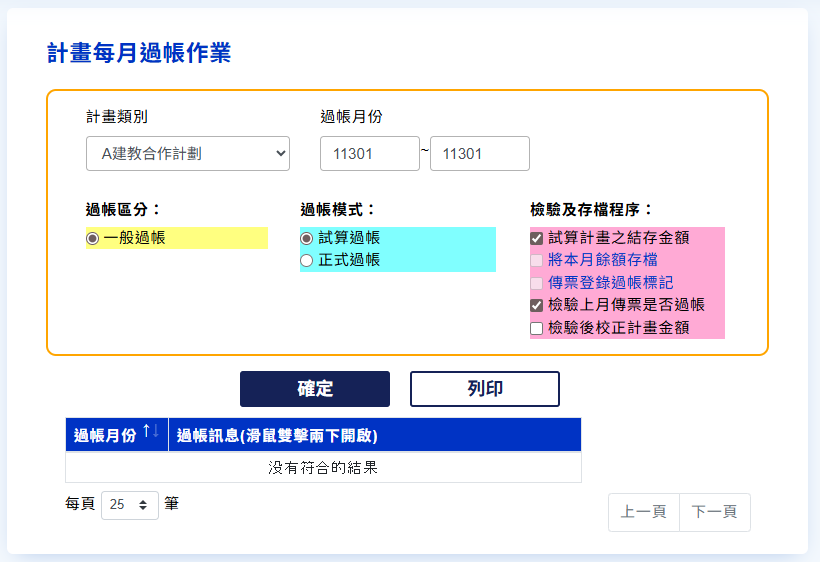 計畫每月過帳作業
計畫類別
過帳月份
A建教合作計劃
11301
~
11301
過帳區分：
過帳模式：
檢驗及存檔程序：
一般過帳
試算過帳
正式過帳
試算計畫之結存金額
將本月餘額存檔
傳票登錄過帳標記
檢驗上月傳票是否過帳
檢驗後校正計畫金額
確定
列印
過帳月份 ↑↓
過帳訊息(滑鼠雙擊兩下開啟)
沒有符合的結果
每頁 25 筆
上一頁
下一頁